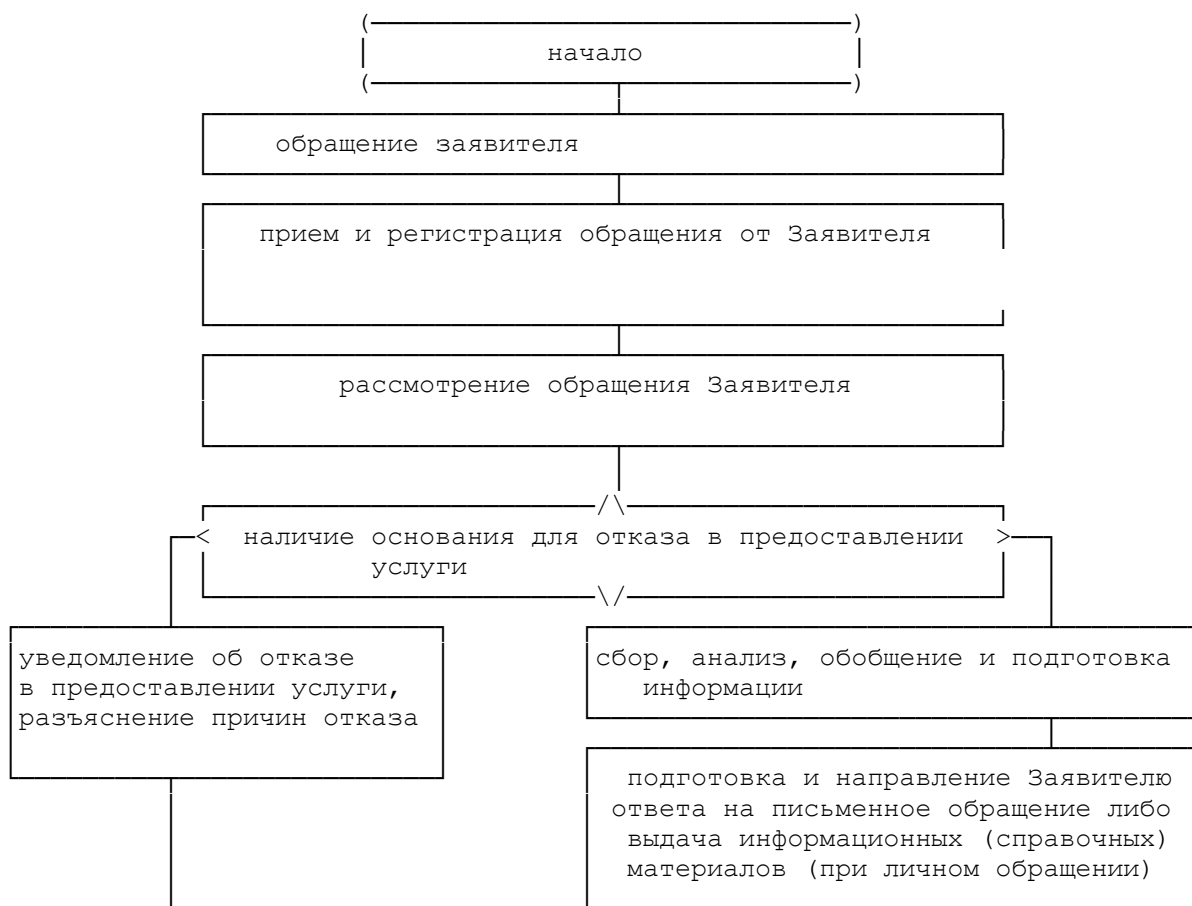 начало
обращение заявителя
прием и регистрация обращения от Заявителя
рассмотрение обращения Заявителя
наличие основания для отказа в предоставлении
услуги
уведомление об отказе
в предоставлении услуги,
разъяснение причин отказа
сбор, анализ, обобщение и подготовка
информации
подготовка и направление Заявителю
ответа на письменное обращение либо
выдача информационных (справочных)
материалов (при личном обращении)